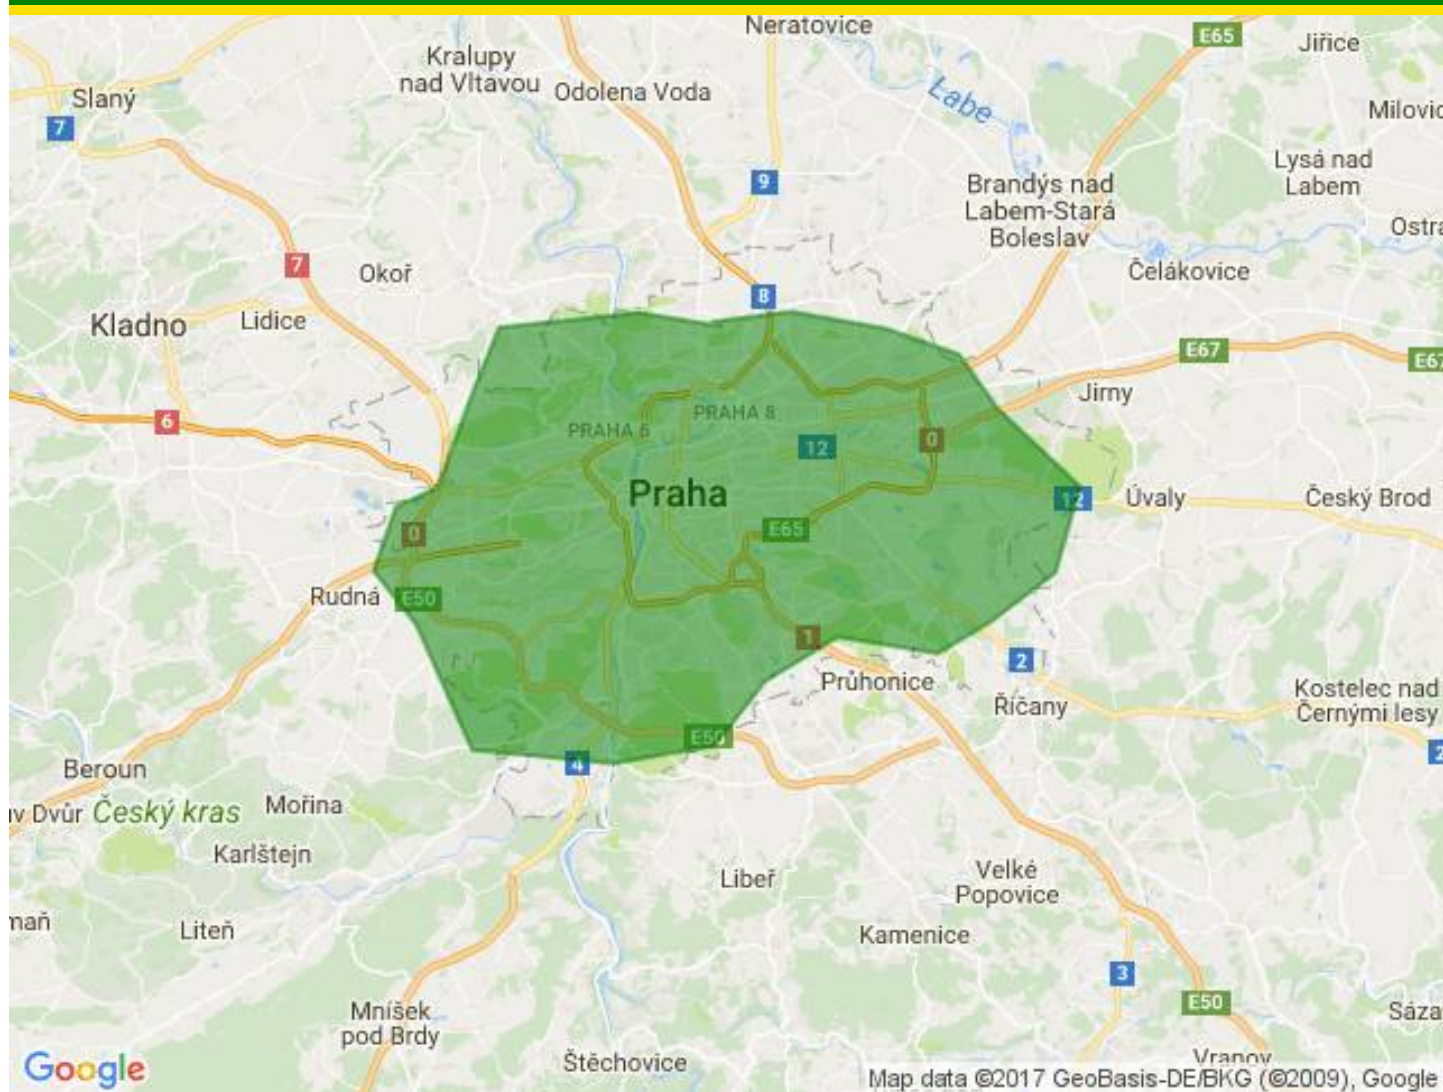 Neratovice
E65
Jiřice
Kralupy
nad Vltavou
Odolena Voda
Slaný
7
Labe
Milovic
9
Brandýs nad
Labem-Stará
Boleslav
Lysá nad
Labem
Ostra
7
Okoř
Čelákovice
8
Kladno
Lidice
E67
E67
Jirny
6
PRAHA 8
PRAHA 6
12
0
Praha
12
Úvaly
Český Brod
0
E65
Rudná
E50
1
2
Průhonice
Říčany
Kostelec nad
Černými lesy
E50
4
2
Beroun
Mořina
v Dvůr
Český kras
Karlštejn
Libeř
Velké
Popovice
maň
Liteň
Kamenice
3
E50
Mníšek
pod Brdy
Sáza
Štěchovice
Vranov
Google
Map data ©2017 GeoBasis-DE/BKG (©2009), Google